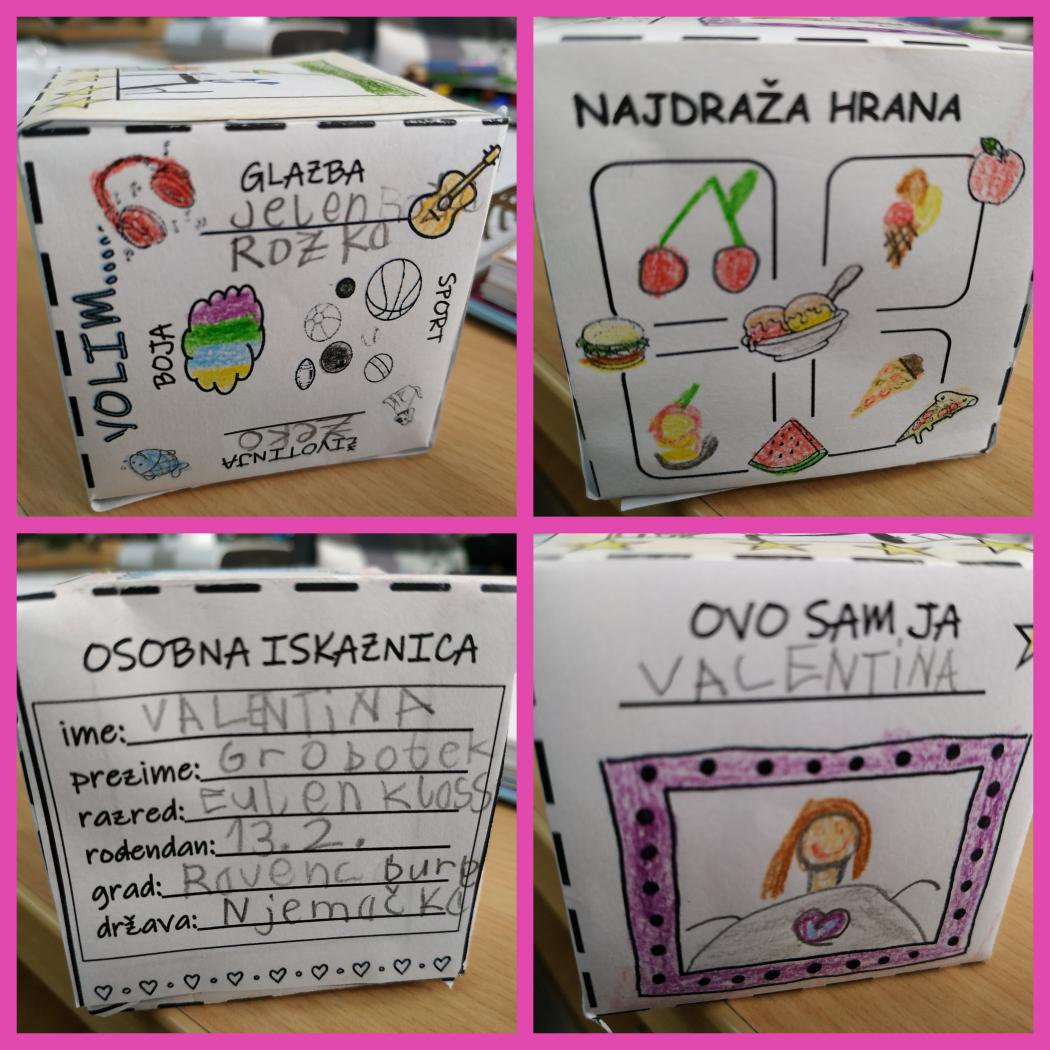 VOLIM.....
GLAZBA
jelen
ROZKA
BOJA
SPORT
ŽIVOTINJA
ZEKO
NAJDRAŽA HRANA
OSOBNA ISKAZNICA
ime: VALENTiNA
prezime: Grobotek
razred: Eulen klass
rođendan: 13.2.
grad: Ravenc burg
država: Njemačka
OVO SAM JA
VALENTiNA